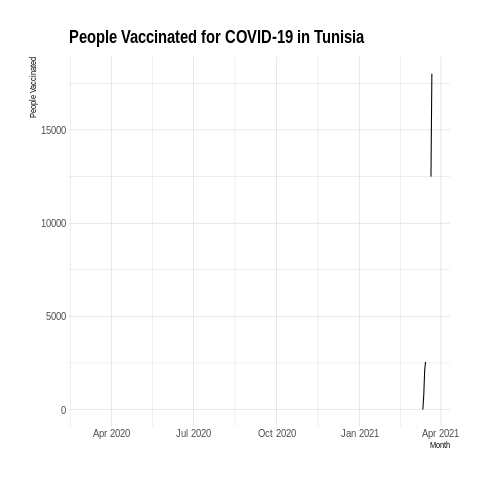 People Vaccinated for COVID-19 in Tunisia
People Vaccinated
15000
10000
5000
0
Apr 2020 Jul 2020 Oct 2020 Jan 2021 Apr 2021
Month